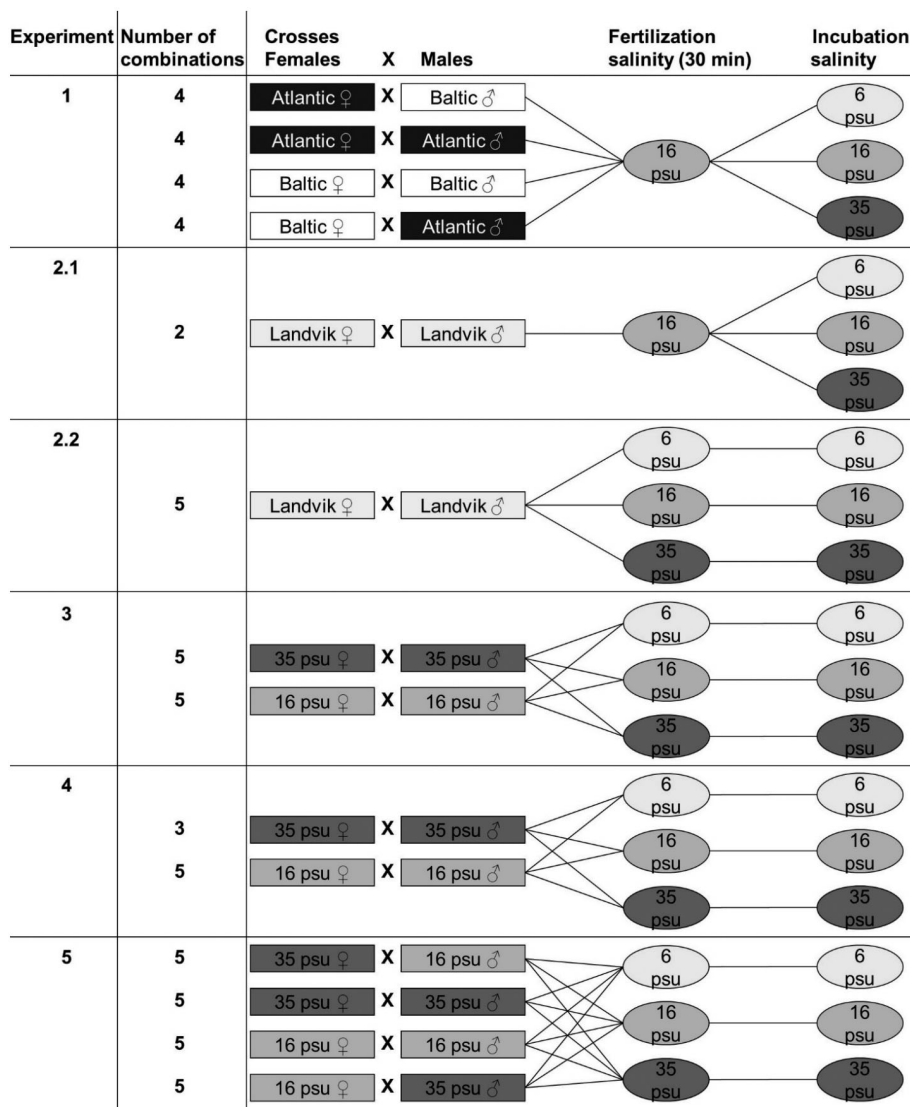 Experiment Number of combinations Crosses Females X Males Fertilization salinity (30 min) Incubation salinity
1
4 Atlantic ♀ X Baltic ♂
4 Atlantic ♀ X Atlantic ♂
4 Baltic ♀ X Baltic ♂
4 Baltic ♀ X Atlantic ♂
16 psu
6 psu
16 psu
35 psu
2.1
2 Landvik ♀ X Landvik ♂
16 psu
6 psu
16 psu
35 psu
2.2
5 Landvik ♀ X Landvik ♂
6 psu 6 psu
16 psu 16 psu
35 psu 35 psu
3
5 35 psu ♀ X 35 psu ♂
5 16 psu ♀ X 16 psu ♂
6 psu 6 psu
16 psu 16 psu
35 psu 35 psu
4
3 35 psu ♀ X 35 psu ♂
5 16 psu ♀ X 16 psu ♂
6 psu 6 psu
16 psu 16 psu
35 psu 35 psu
5
5 35 psu ♀ X 16 psu ♂
5 35 psu ♀ X 35 psu ♂
5 16 psu ♀ X 16 psu ♂
5 16 psu ♀ X 35 psu ♂
6 psu 6 psu
16 psu 16 psu
35 psu 35 psu